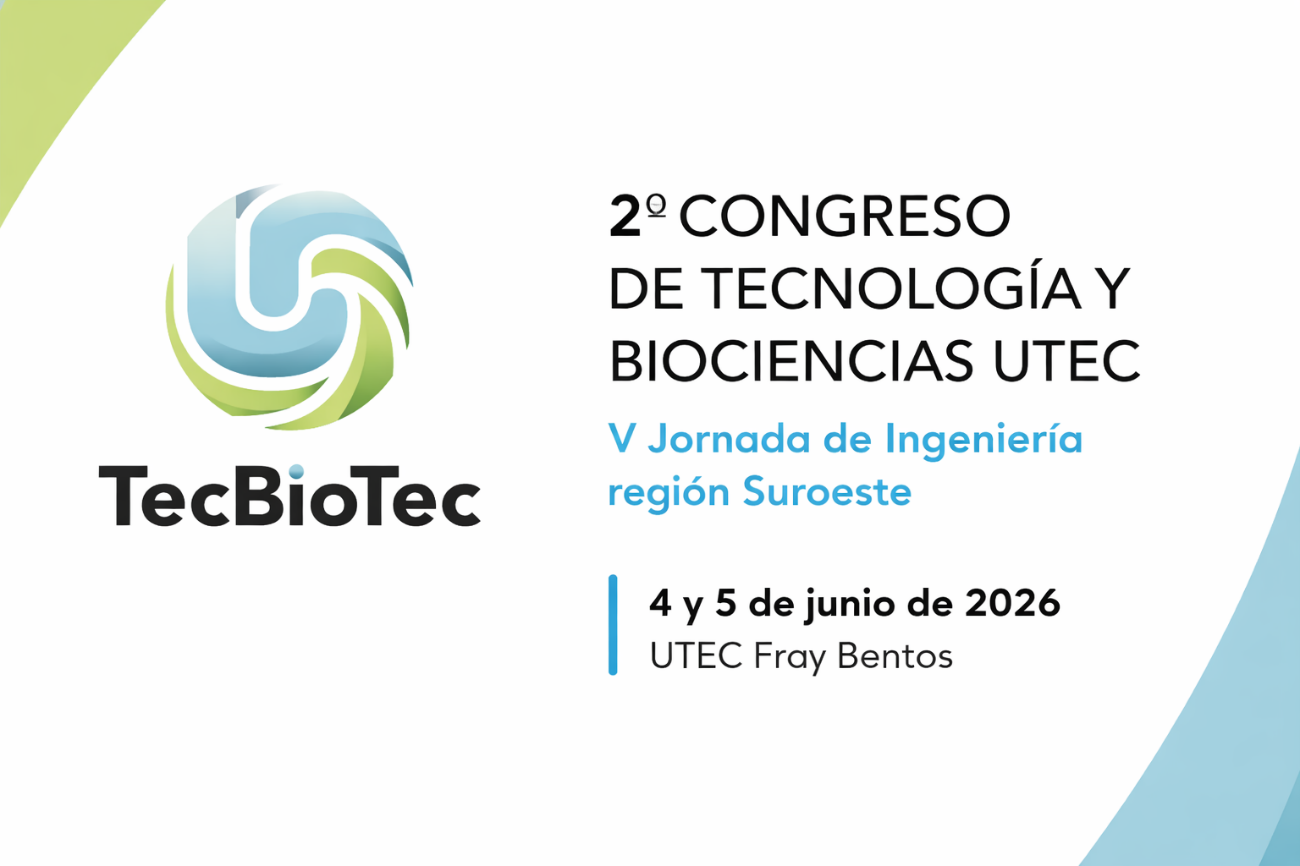 TecBioTec
2º CONGRESO
DE TECNOLOGÍA Y
BIOCIENCIAS UTEC
V Jornada de Ingeniería
región Suroeste
4 y 5 de junio de 2026
UTEC Fray Bentos